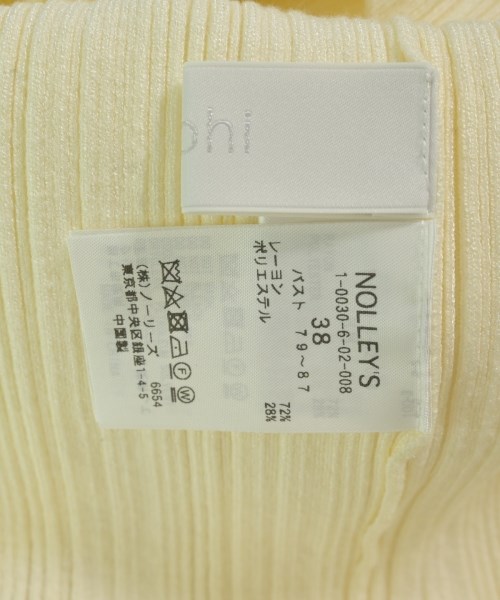 NOLLEY'S
1-0030-6-02-008
38
バスト 79～87
レーヨン 72%
ポリエステル 28%
(株)ノーリーズ 6654
東京都中央区銀座1-4-5
中国製